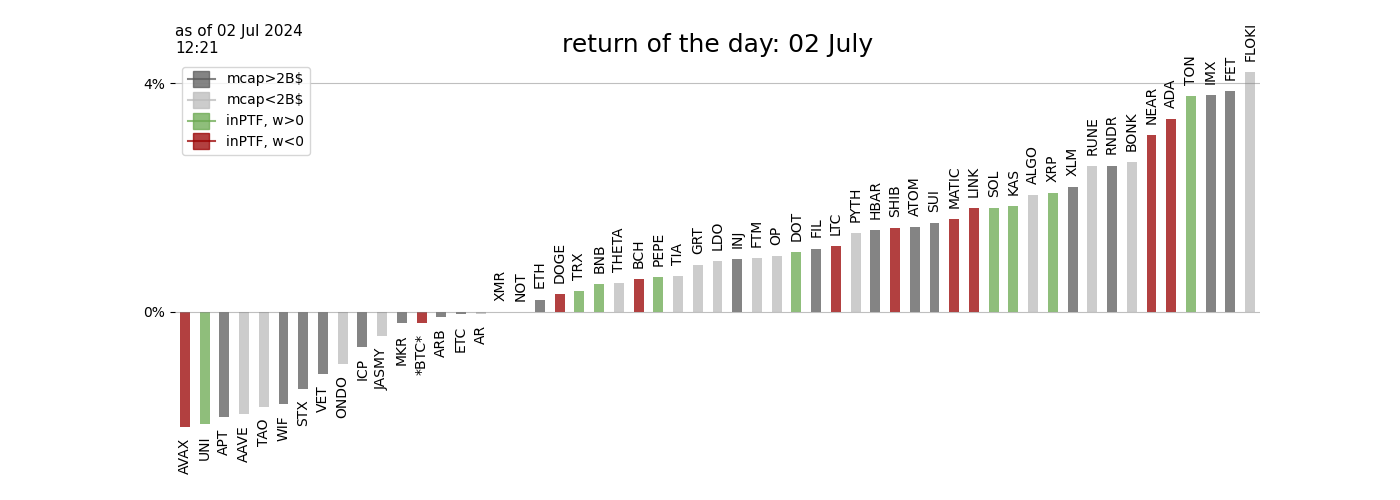 as of 02 Jul 2024
12:21
return of the day: 02 July
4%
0%
mcap>2B$
mcap<2B$
inPTF, w>0
inPTF, w<0
AVAX
UNI
APT
AAVE
TAO
WIF
STX
VET
ONDO
ICP
JASMY
MKR
*BTC*
ARB
ETC
AR
XMR
NOT
ETH
DOGE
TRX
BNB
THETA
BCH
PEPE
TIA
GRT
LDO
INJ
FTM
OP
DOT
FIL
LTC
PYTH
HBAR
SHIB
ATOM
SUI
MATIC
LINK
SOL
KAS
ALGO
XRP
XLM
RUNE
RNDR
BONK
NEAR
ADA
TON
IMX
FET
FLOKI